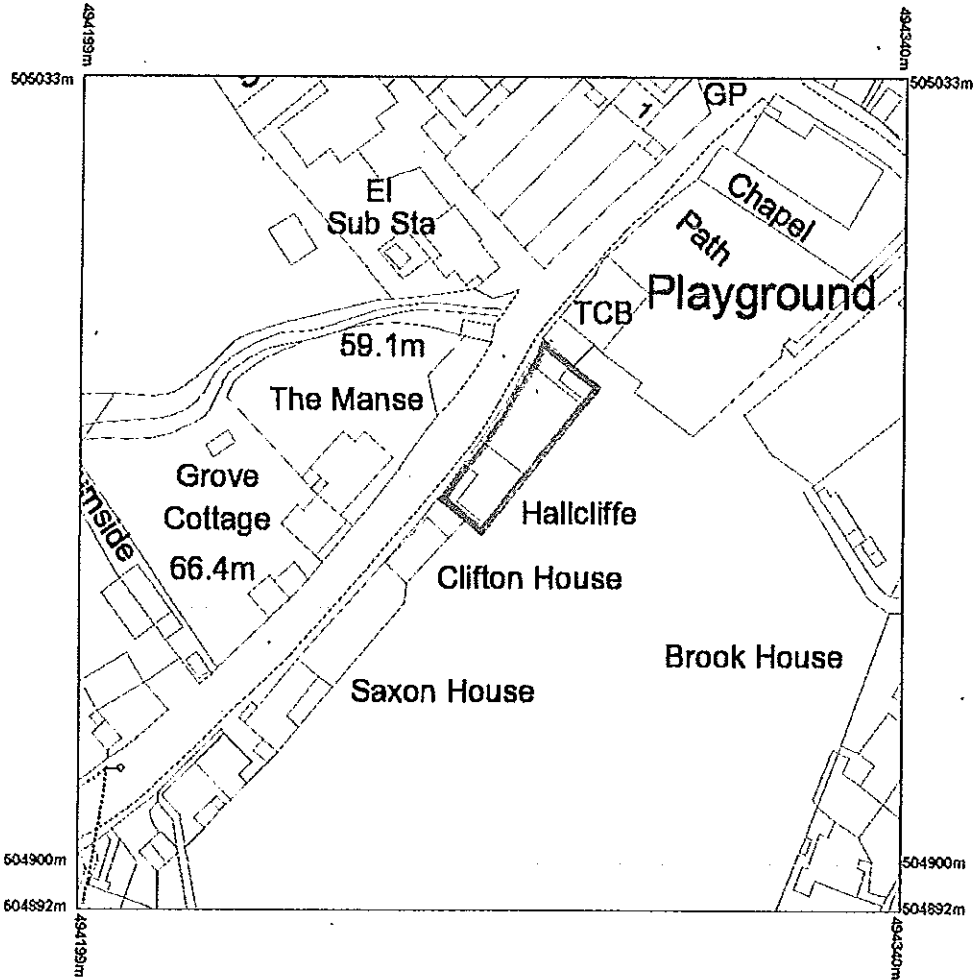 494199m
494340m
505033m
505033m
GP
1
Chapel
El
Sub Sta
Path
Playground
TCB
59.1m
The Manse
Grove
Cottage
Hallcliffe
66.4m
Clifton House
Brook House
Saxon House
504900m
504900m
504892m
504892m
494199m
494340m